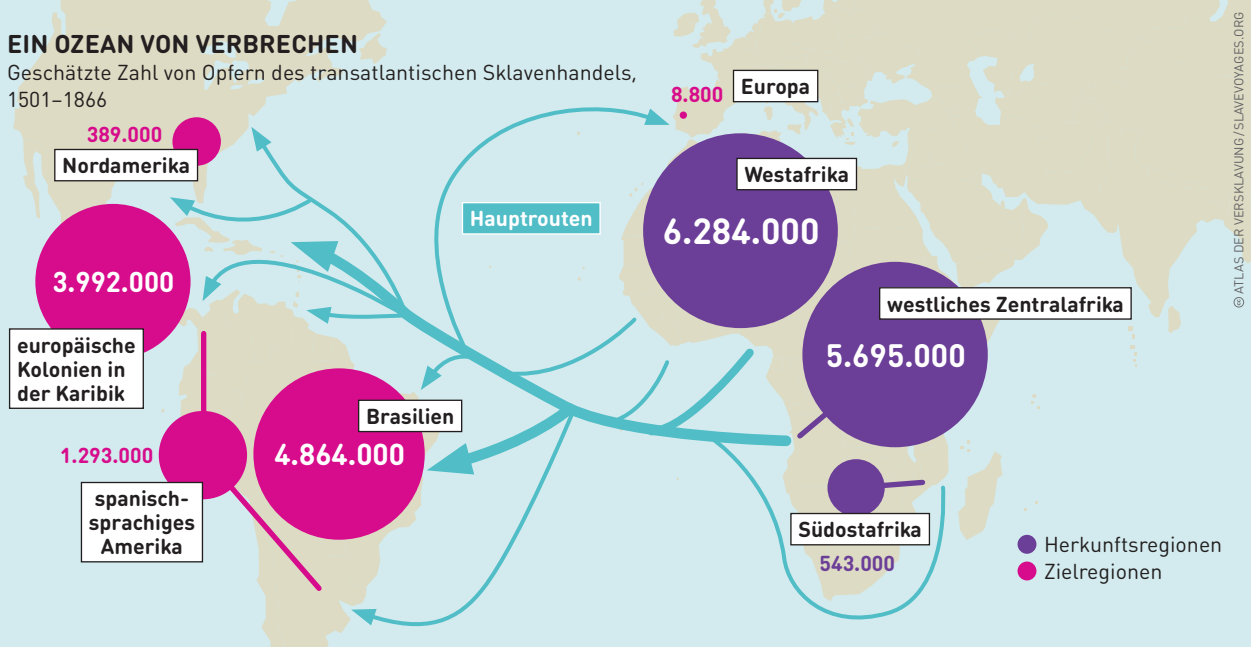 EIN OZEAN VON VERBRECHEN
Geschätzte Zahl von Opfern des transatlantischen Sklavenhandels,
1501–1866
389.000
Nordamerika
3.992.000
europäische
Kolonien in
der Karibik
1.293.000
spanisch-
sprachiges
Amerika
4.864.000
Brasilien
Hauptrouten
8.800
Europa
Westafrika
6.284.000
westliches Zentralafrika
5.695.000
Südostafrika
543.000
Herkunftsregionen
Zielregionen
🅭 ATLAS DER VERSKLAVUNG / SLAVEVOYAGES.ORG